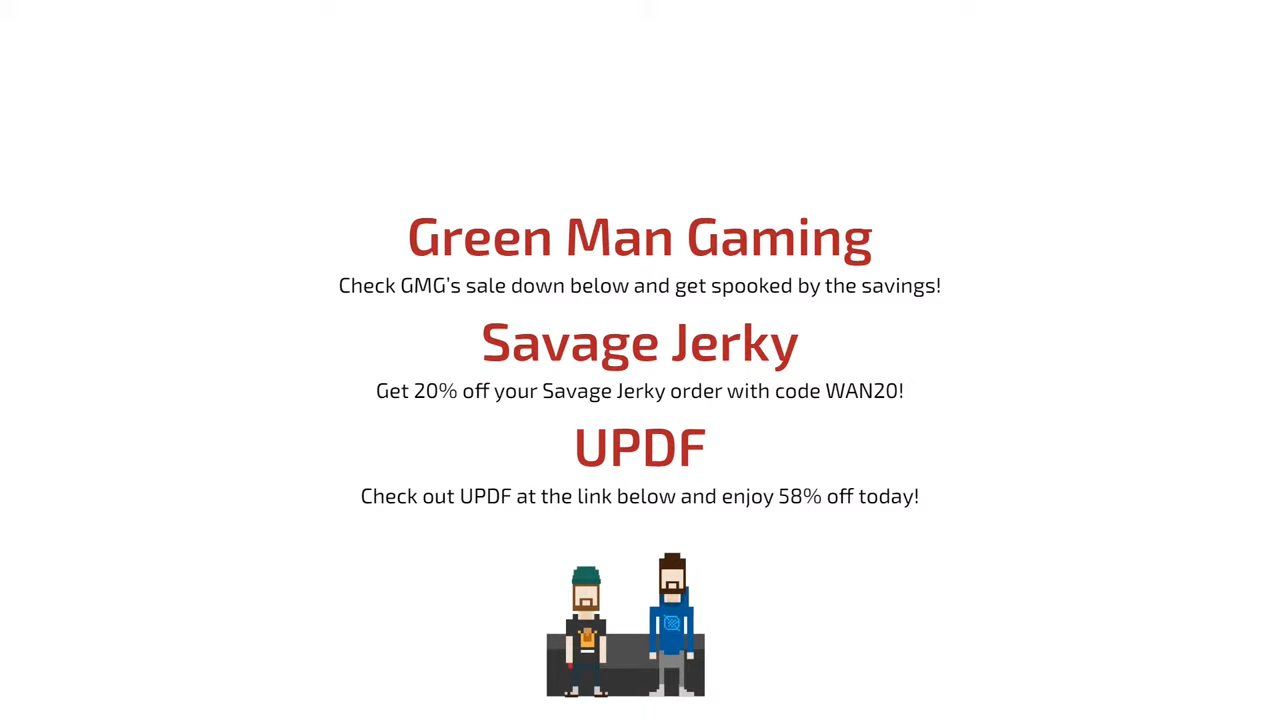 Green Man Gaming
Check GMG's sale down below and get spooked by the savings!
Savage Jerky
Get 20% off your Savage Jerky order with code WAN20!
UPDF
Check out UPDF at the link below and enjoy 58% off today!